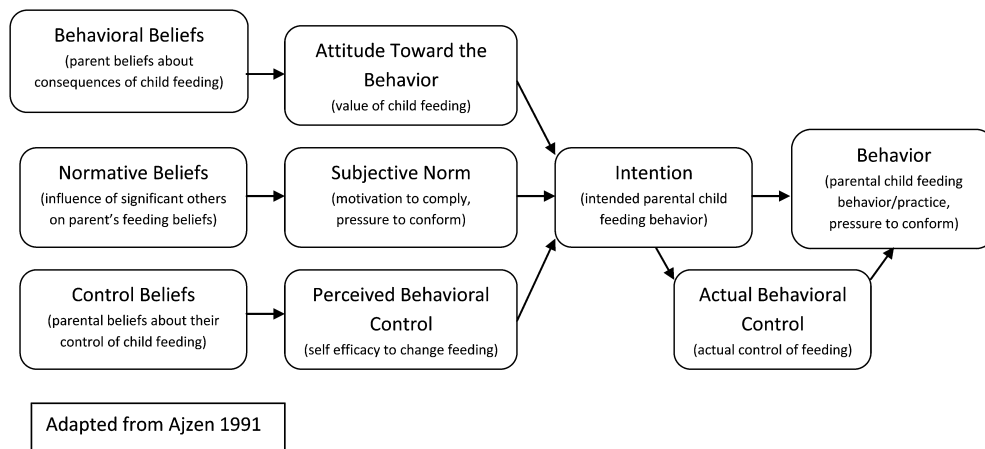 Behavioral Beliefs
(parent beliefs about
consequences of child feeding)
Attitude Toward the
Behavior
(value of child feeding)
Normative Beliefs
(influence of significant others
on parent's feeding beliefs)
Subjective Norm
(motivation to comply,
pressure to conform)
Intention
(intended parental child
feeding behavior)
Behavior
(parental child feeding
behavior/practice,
pressure to conform)
Control Beliefs
(parental beliefs about their
control of child feeding)
Perceived Behavioral
Control
(self efficacy to change feeding)
Actual Behavioral
Control
(actual control of feeding)
Adapted from Ajzen 1991